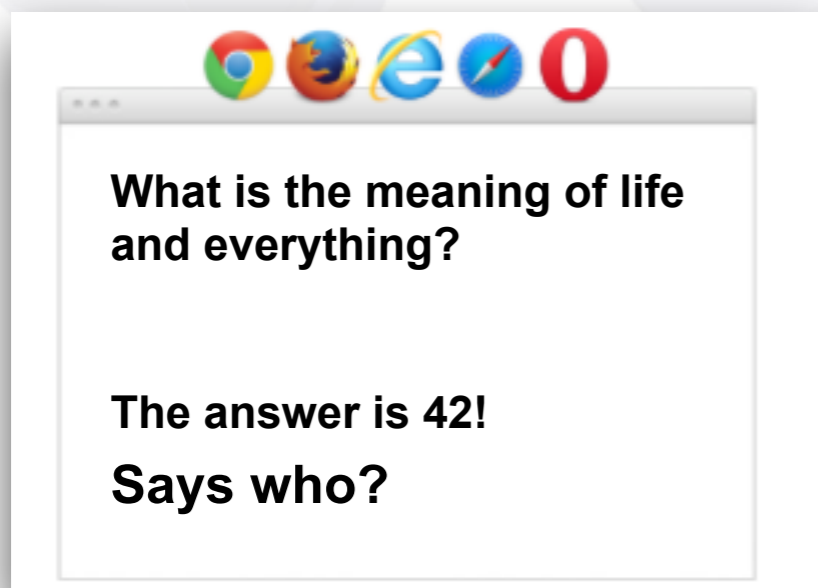 What is the meaning of life
and everything?
The answer is 42!
Says who?